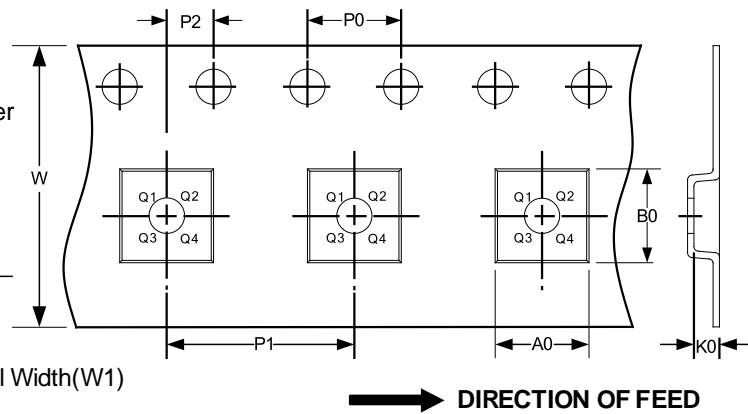 P2
P0
er
W
Q1 Q2
Q3 Q4
Q1 Q2
Q3 Q4
Q1 Q2
Q3 Q4
B0
P1
A0
K0
l Width(W1)
DIRECTION OF FEED